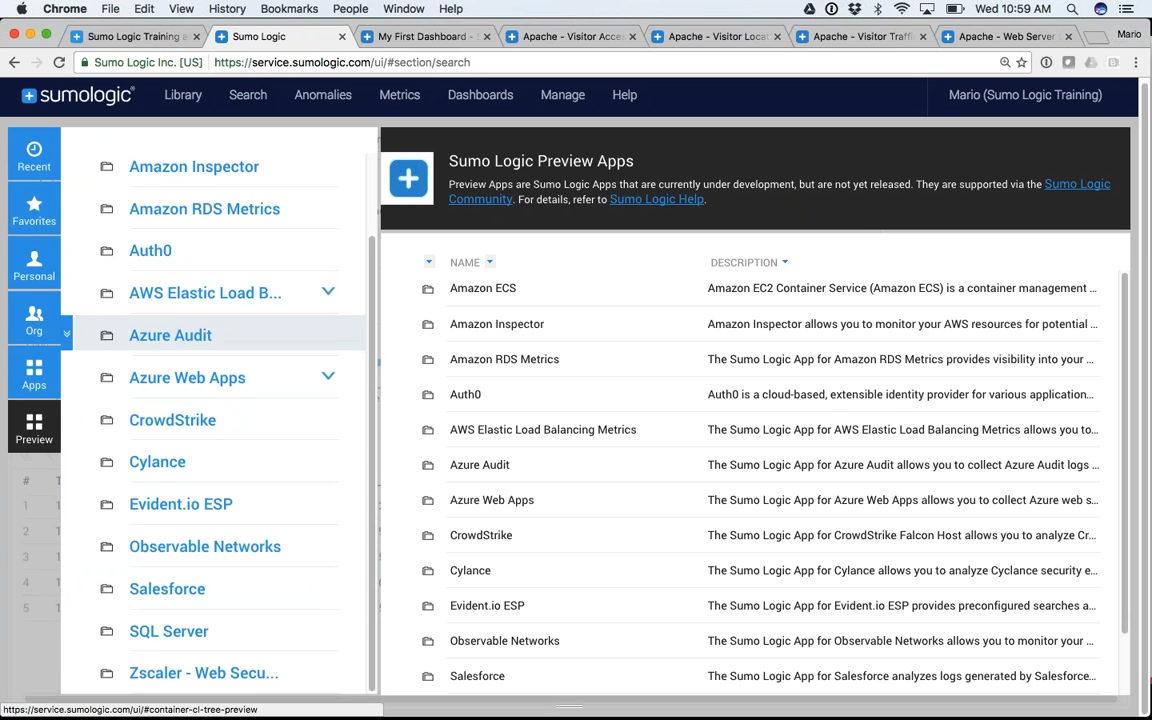 Chrome File Edit View History Bookmarks People Window Help Wed 10:59 AM
Sumo Logic Training a
Sumo Logic
My First Dashboard - S
Apache - Visitor Acces
Apache - Visitor Locat
Apache - Visitor Traffi
Apache - Web Server
Mario
Sumo Logic Inc. [US] https://service.sumologic.com/ui/#section/search
sumologic Library Search Anomalies Metrics Dashboards Manage Help Mario (Sumo Logic Training)
Recent
Favorites
Personal
Org
Apps
Preview
#
1
2
3
4
5
Amazon Inspector
Amazon RDS Metrics
Auth0
AWS Elastic Load B...
Azure Audit
Azure Web Apps
CrowdStrike
Cylance
Evident.io ESP
Observable Networks
Salesforce
SQL Server
Zscaler - Web Secu...
Sumo Logic Preview Apps
Preview Apps are Sumo Logic Apps that are currently under development, but are not yet released. They are supported via the Sumo Logic
Community. For details, refer to Sumo Logic Help.
NAME DESCRIPTION
Amazon ECS Amazon EC2 Container Service (Amazon ECS) is a container management ...
Amazon Inspector Amazon Inspector allows you to monitor your AWS resources for potential ...
Amazon RDS Metrics The Sumo Logic App for Amazon RDS Metrics provides visibility into your ...
Auth0 Auth0 is a cloud-based, extensible identity provider for various application...
AWS Elastic Load Balancing Metrics The Sumo Logic App for AWS Elastic Load Balancing Metrics allows you to...
Azure Audit The Sumo Logic App for Azure Audit allows you to collect Azure Audit logs ...
Azure Web Apps The Sumo Logic App for Azure Web Apps allows you to collect Azure web s...
CrowdStrike The Sumo Logic App for CrowdStrike Falcon Host allows you to analyze Cr...
Cylance The Sumo Logic App for Cylance allows you to analyze Cyclance security e...
Evident.io ESP The Sumo Logic App for Evident.io ESP provides preconfigured searches a...
Observable Networks The Sumo Logic App for Observable Networks allows you to monitor your ...
Salesforce The Sumo Logic App for Salesforce analyzes logs generated by Salesforce...
https://service.sumologic.com/ui/#container-cl-tree-preview